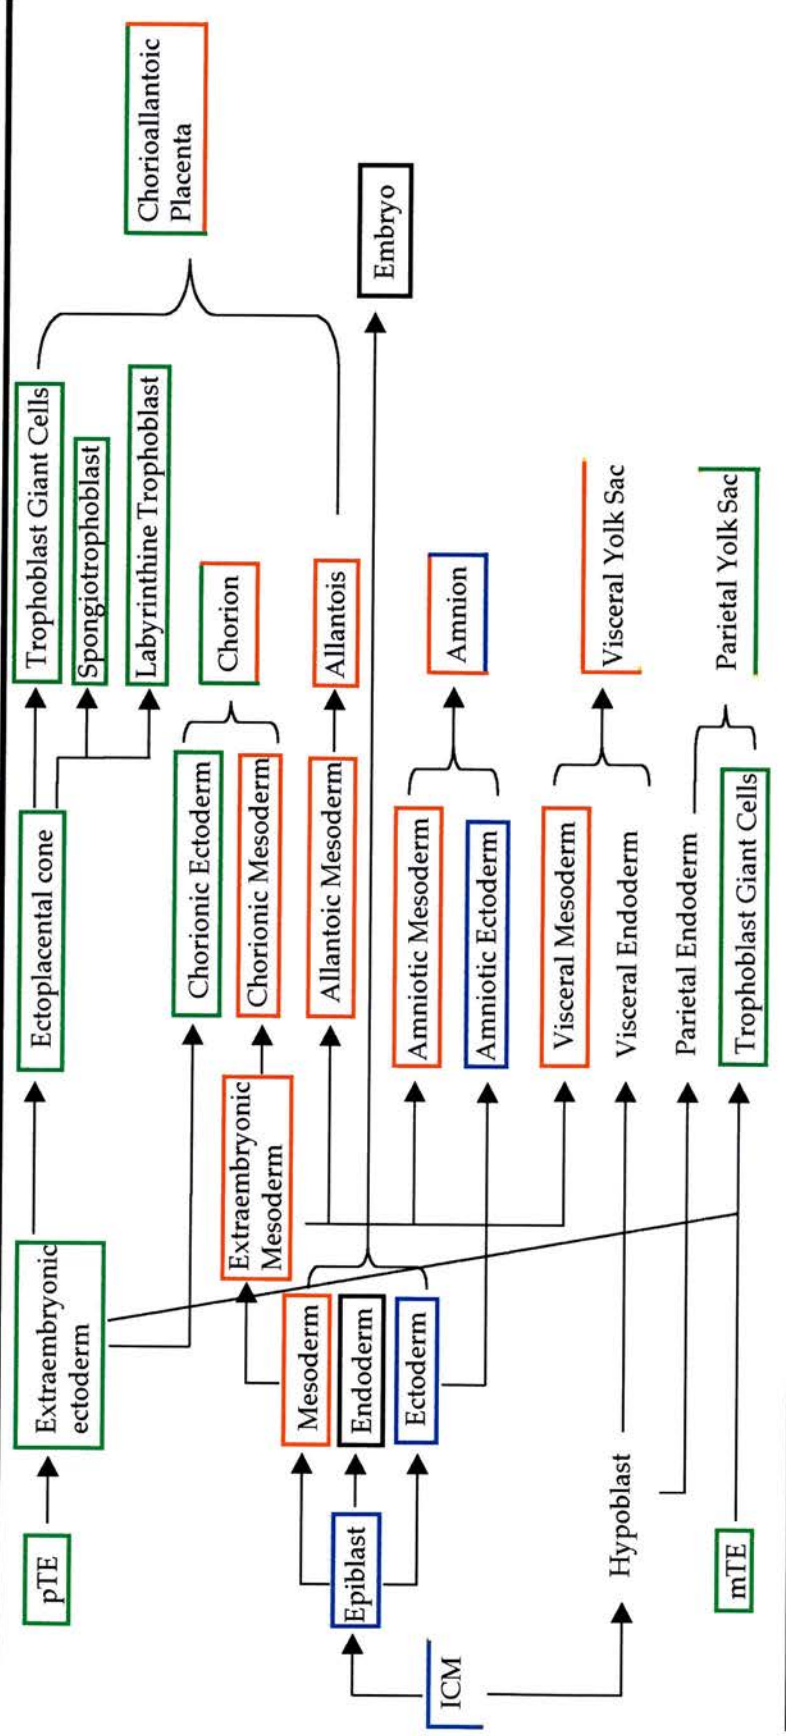 pTE
Extraembryonic
ectoderm
Ectoplacental cone
Trophoblast Giant Cells
Spongiotrophoblast
Labyrinthine Trophoblast
Chorioallantoic
Placenta
Chorionic Ectoderm
Chorion
Extraembryonic
Mesoderm
Chorionic Mesoderm
Allantoic Mesoderm
Allantois
Epiblast
Mesoderm
Endoderm
Ectoderm
Embryo
Amniotic Mesoderm
Amniotic Ectoderm
Amnion
ICM
Visceral Mesoderm
Visceral Endoderm
Visceral Yolk Sac
Hypoblast
Parietal Endoderm
Parietal Yolk Sac
mTE
Trophoblast Giant Cells